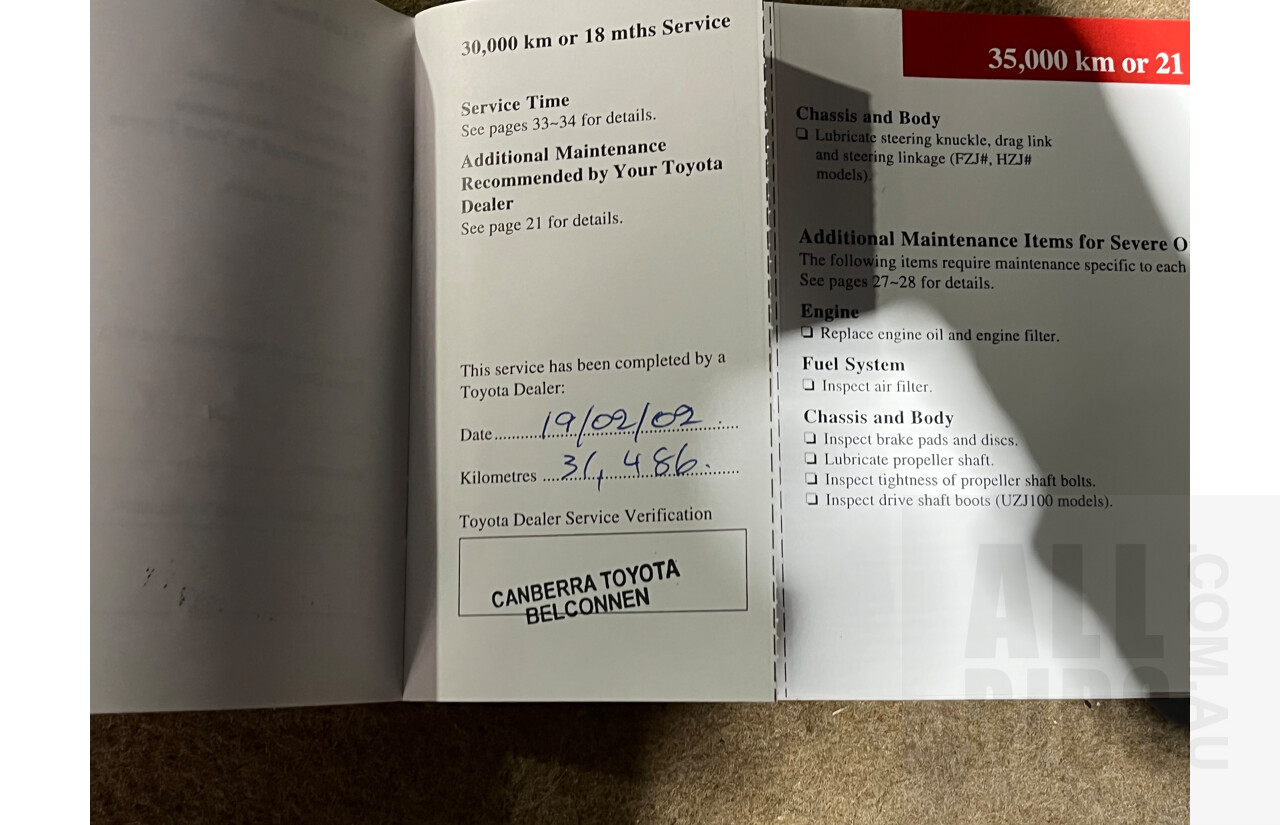 30,000 km or 18 mths Service
Service Time
See pages 33~34 for details.
Additional Maintenance
Recommended by Your Toyota
Dealer
See page 21 for details.
This service has been completed by a
Toyota Dealer:
Date 19/02/02
Kilometres 31,486.
Toyota Dealer Service Verification
CANBERRA TOYOTA
BELCONNEN
35,000 km or 21
Chassis and Body
❏ Lubricate steering knuckle, drag link
and steering linkage (FZJ#, HZJ#
models).
Additional Maintenance Items for Severe O
The following items require maintenance specific to each
See pages 27~28 for details.
Engine
❏ Replace engine oil and engine filter.
Fuel System
❏ Inspect air filter.
Chassis and Body
❏ Inspect brake pads and discs.
❏ Lubricate propeller shaft.
❏ Inspect tightness of propeller shaft bolts.
❏ Inspect drive shaft boots (UZJ100 models).
ALL
BIDS
.COM.AU